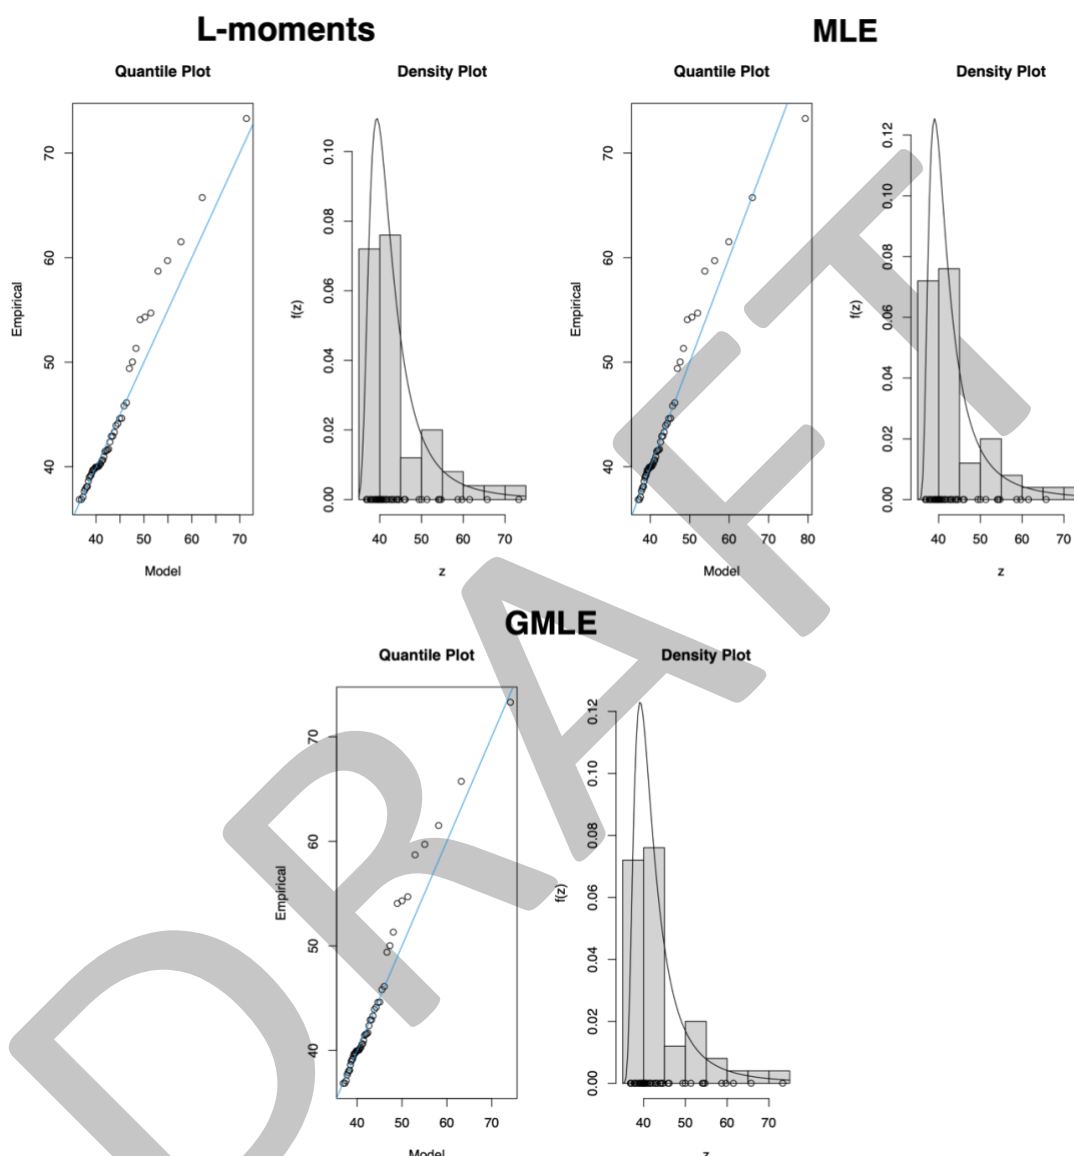 L-moments
MLE
Quantile Plot
Density Plot
Quantile Plot
Density Plot
Empirical
40 50 60 70
40 50 60 70
Model
f(z)
0.00 0.02 0.04 0.06 0.08 0.10
40 50 60 70
z
Empirical
40 50 60 70
40 50 60 70 80
Model
f(z)
0.00 0.02 0.04 0.06 0.08 0.10 0.12
40 50 60 70
z
GMLE
Quantile Plot
Density Plot
Empirical
40 50 60 70
40 50 60 70
Model
f(z)
0.00 0.02 0.04 0.06 0.08 0.10 0.12
40 50 60 70
z
DRAFT